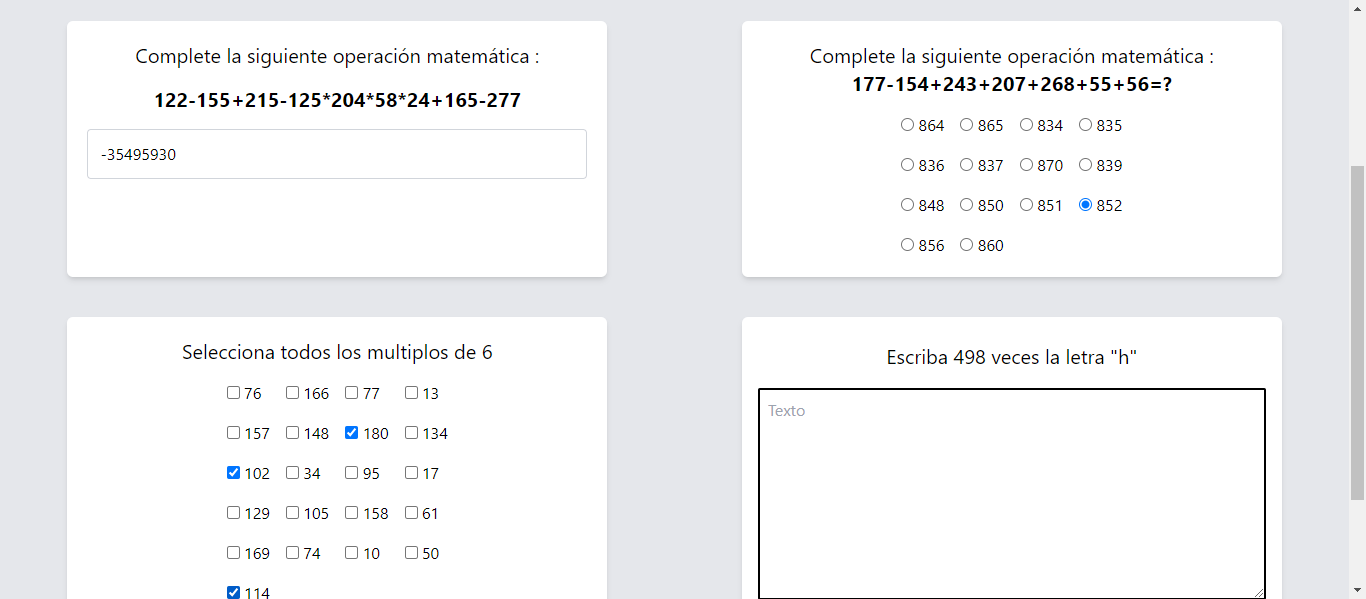 Complete la siguiente operación matemática :
122-155+215-125*204*58*24+165-277
-35495930
Complete la siguiente operación matemática :
177-154+243+207+268+55+56=?
864 865 834 835
836 837 870 839
848 850 851 852
856 860
Selecciona todos los multiplos de 6
76 166 77 13
157 148 180 134
102 34 95 17
129 105 158 61
169 74 10 50
114
Escriba 498 veces la letra "h"
Texto